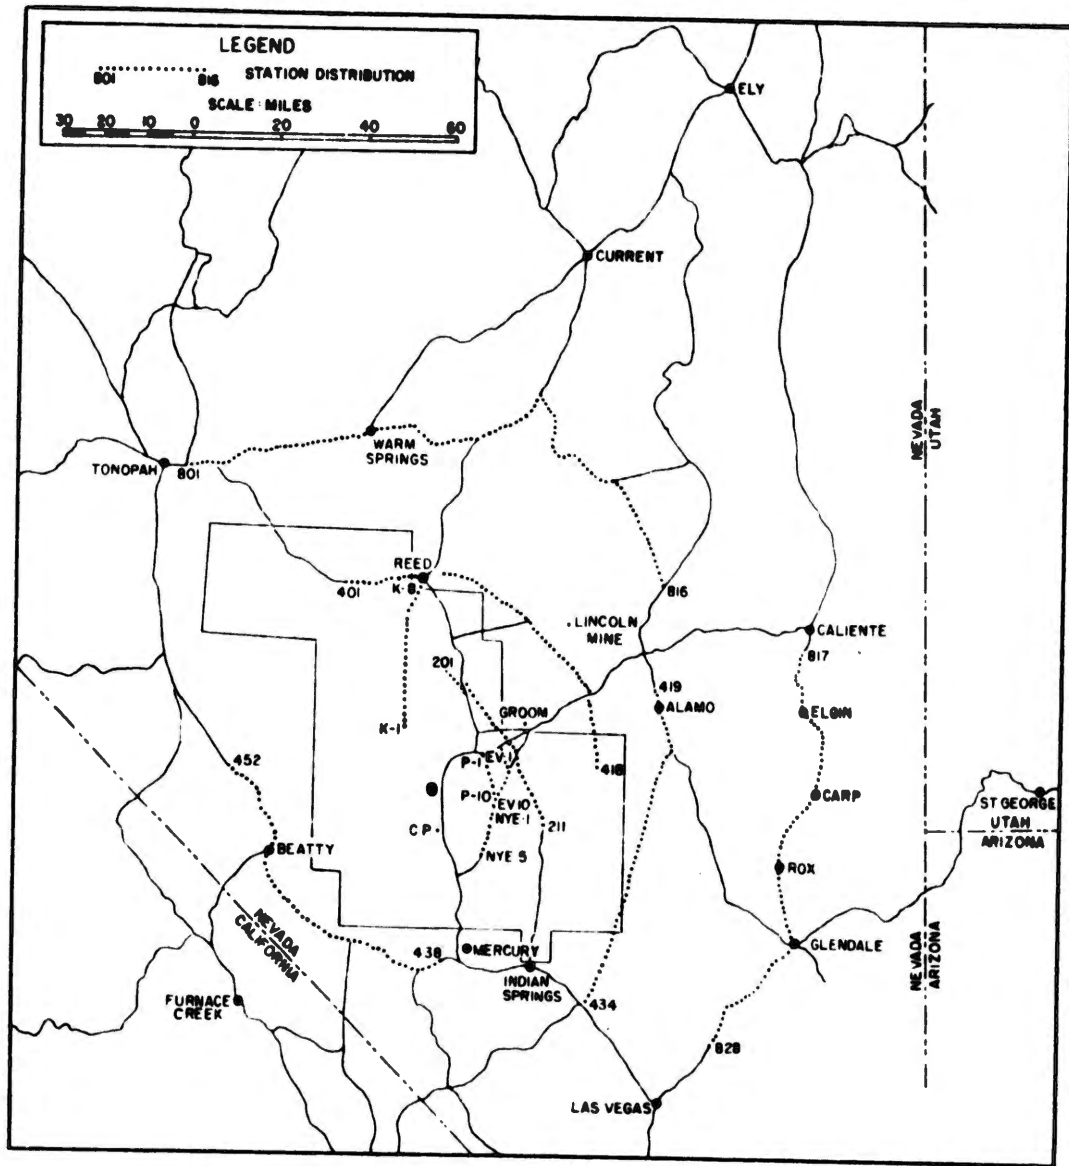 LEGEND
801 816 STATION DISTRIBUTION
SCALE: MILES
30 20 10 0 20 40 60
ELY
CURRENT
WARM
SPRINGS
TONOPAH
801
NEVADA
UTAH
REED
K-8
401
816
LINCOLN
MINE
CALIENTE
817
201
419
ALAMO
ELGIN
GROOM
K-1
P-1
EV-1
418
452
P-10
EV10
NYE-1
CARP
ST GEORGE
UTAH
ARIZONA
C P
211
BEATTY
NYE 5
ROX
NEVADA
CALIFORNIA
438
MERCURY
GLENDALE
NEVADA
ARIZONA
INDIAN
SPRINGS
FURNACE
CREEK
434
828
LAS VEGAS